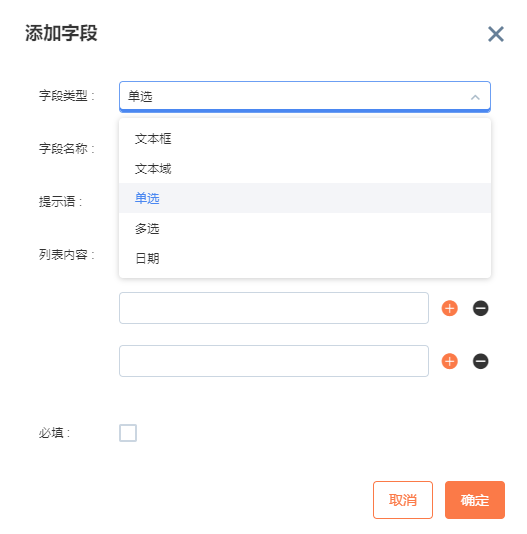 添加字段
字段类型 :
单选
字段名称 :
文本框
文本域
提示语 :
单选
多选
列表内容 :
日期
必填 :
取消
确定